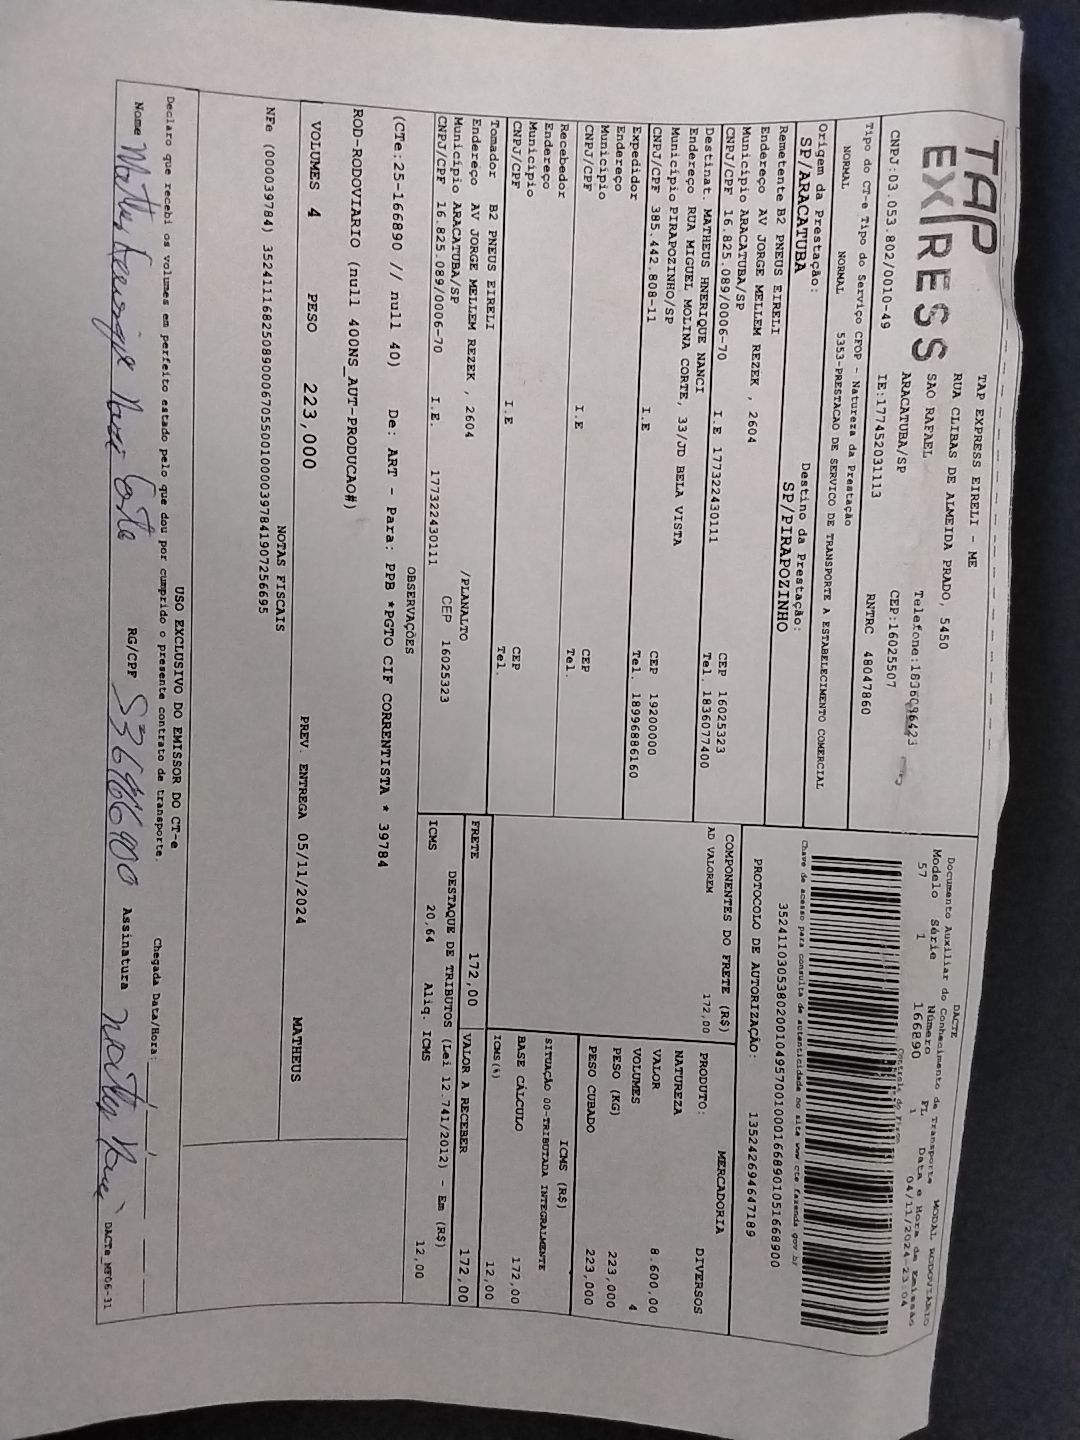 TAP
EXPRESS
TAP EXPRESS EIRELI - ME
RUA CLIBAS DE ALMEIDA PRADO, 5450
SAO RAFAEL
ARACATUBA/SP
CEP:16025507
CNPJ:03.053.802/0010-49
IE:177452031113
RNTRC 48047860
Tipo do CT-e Tipo do Serviço CFOP - Natureza da Prestação
NORMAL NORMAL 5353-PRESTACAO DE SERVICO DE TRANSPORTE A ESTABELECIMENTO COMERCIAL
Origem da Prestação: Destino da Prestação:
SP/ARACATUBA SP/PIRAPOZINHO
Remetente B2 PNEUS EIRELI
Endereço AV JORGE MELLEM REZEK , 2604
Município ARACATUBA/SP CEP 16025323
CNPJ/CPF 16.825.089/0006-70 I.E 177322430111 Tel. 1836077400
Destinat. MATHEUS HNERIQUE NANCI
Endereço RUA MIGUEL MOLINA CORTE, 33/JD BELA VISTA
Município PIRAPOZINHO/SP CEP 19200000
CNPJ/CPF 385.442.808-11 I.E Tel. 18996886160
Expedidor
Endereço
Município CEP
CNPJ/CPF I.E Tel.
Recebedor
Endereço
Município CEP
CNPJ/CPF I.E Tel.
Tomador B2 PNEUS EIRELI
Endereço AV JORGE MELLEM REZEK , 2604 /PLANALTO
Município ARACATUBA/SP CEP 16025323
CNPJ/CPF 16.825.089/0006-70 I.E. 177322430111
DACTE
Documento Auxiliar do Conhecimento de Transporte MODAL RODOVIÁRIO
Modelo Série Número FL Data e Hora de Emissão
57 1 166890 1 04/11/2024-23:04
Controle do Fisco
Chave de acesso para consulta de autenticidade no site www.cte.fazenda.gov.br
35241103053802001049570010001668901051668900
PROTOCOLO DE AUTORIZAÇÃO: 135242694647189
COMPONENTES DO FRETE (R$)
AD VALOREM 172,00
MERCADORIA
PRODUTO: DIVERSOS
NATUREZA
VALOR 8.600,00
VOLUMES 4
PESO (KG) 223,000
PESO CUBADO 223,000
ICMS (R$)
SITUAÇÃO 00-TRIBUTADA INTEGRALMENTE
BASE CÁLCULO 172,00
ICMS(%) 12,00
FRETE 172,00 VALOR A RECEBER 172,00
DESTAQUE DE TRIBUTOS (Lei 12.741/2012) - Em (R$)
ICMS 20,64 Aliq. ICMS 12,00
OBSERVAÇÕES
(CTe:25-166890 // null 40) De: ART - Para: PPB *PGTO CIF CORRENTISTA * 39784
ROD-RODOVIARIO (null 400NS_AUT-PRODUCAO#)
VOLUMES 4 PESO 223,000 PREV. ENTREGA 05/11/2024 MATHEUS
NOTAS FISCAIS
NFe (000039784) 35241116825089000670550010000397841907256695
USO EXCLUSIVO DO EMISSOR DO CT-e
Declaro que recebi os volumes em perfeito estado pelo que dou por cumprido o presente contrato de transporte.
Chegada Data/Hora:
Nome RG/CPF Assinatura
DACTe_MF06-31